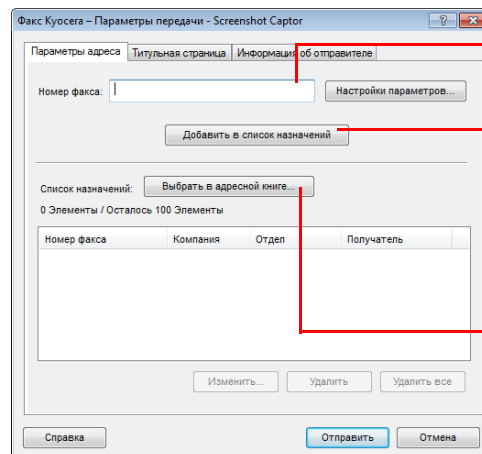 Факс Kyocera – Параметры передачи - Screenshot Captor
Параметры адреса Титульная страница Информация об отправителе
Номер факса: Настройки параметров...
Добавить в список назначений
Список назначений: Выбрать в адресной книге...
0 Элементы / Осталось 100 Элементы
Номер факса Компания Отдел Получатель
Изменить... Удалить Удалить все
Справка Отправить Отмена